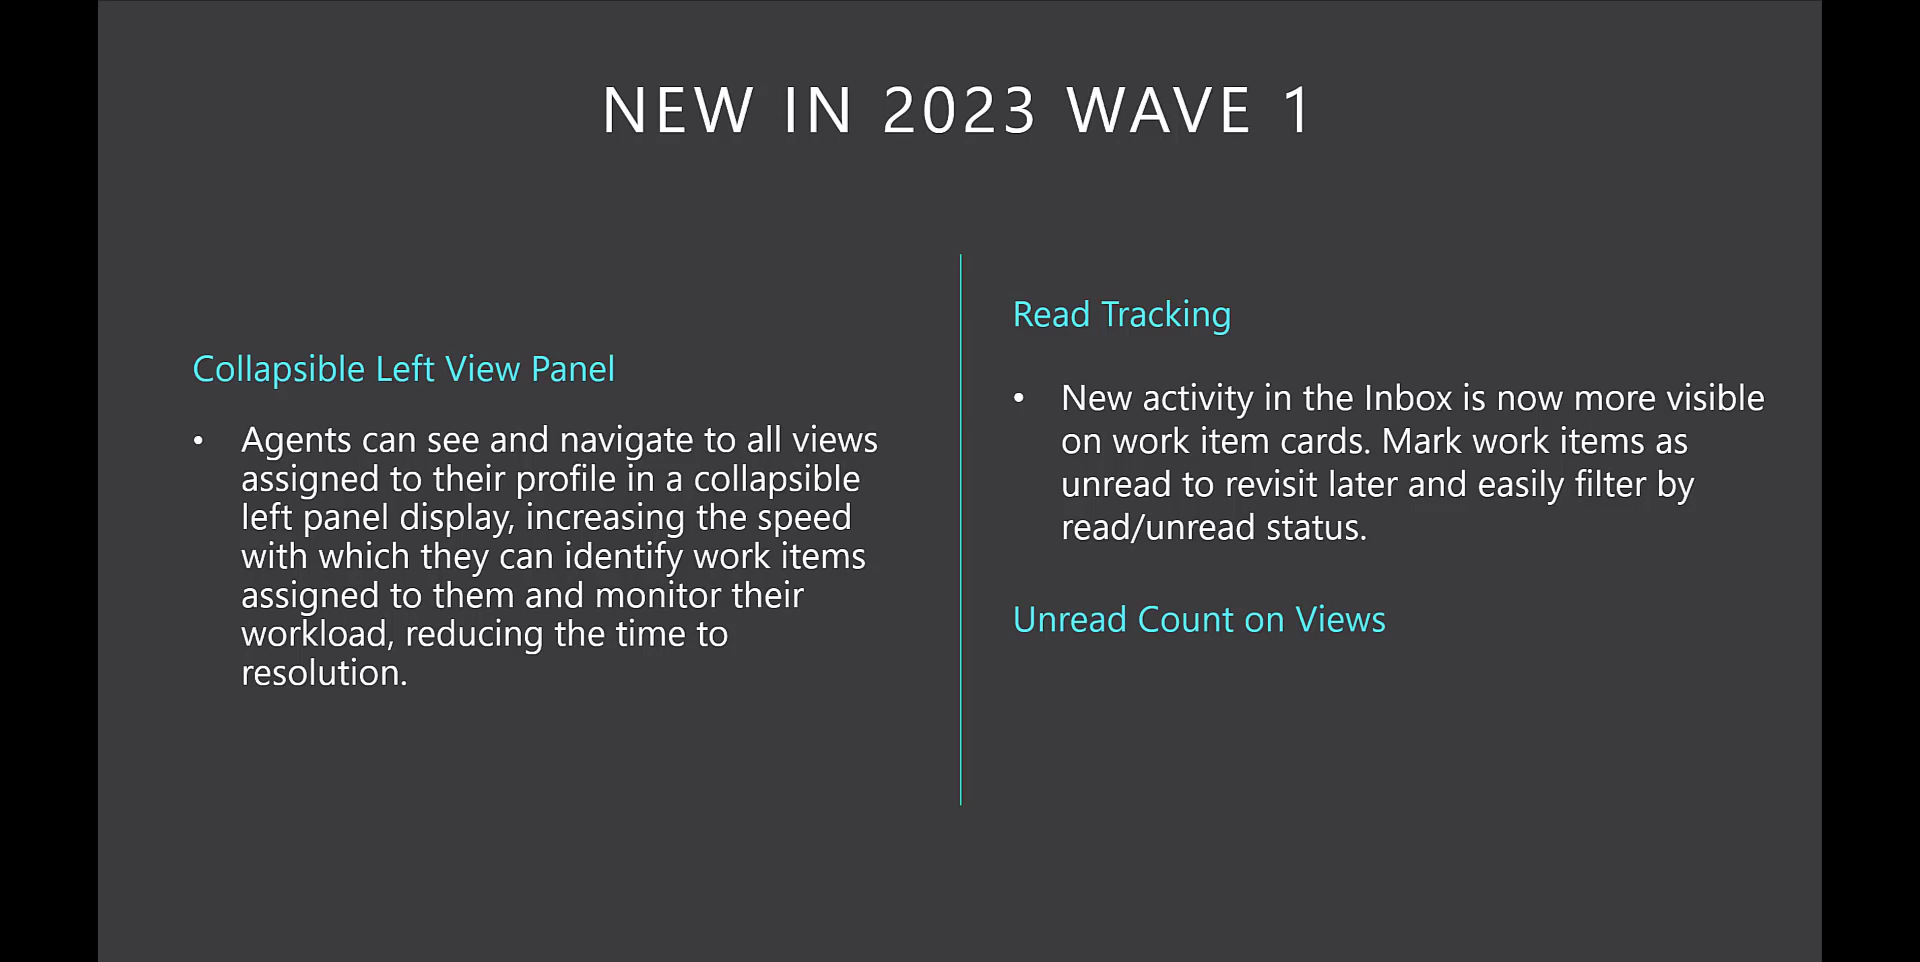 NEW IN 2023 WAVE 1
Collapsible Left View Panel
• Agents can see and navigate to all views
assigned to their profile in a collapsible
left panel display, increasing the speed
with which they can identify work items
assigned to them and monitor their
workload, reducing the time to
resolution.
Read Tracking
• New activity in the Inbox is now more visible
on work item cards. Mark work items as
unread to revisit later and easily filter by
read/unread status.
Unread Count on Views